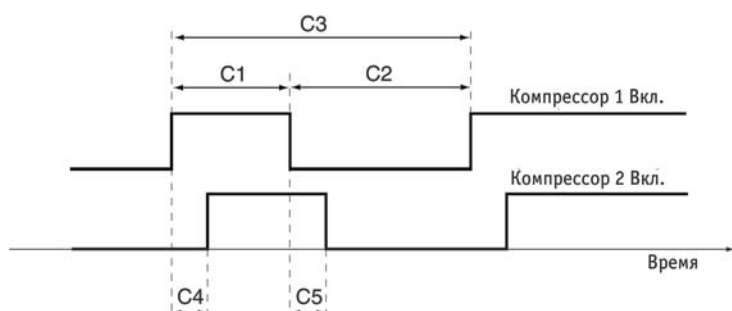 C3
C1
C2
Компрессор 1 Вкл.
Компрессор 2 Вкл.
Время
C4
C5